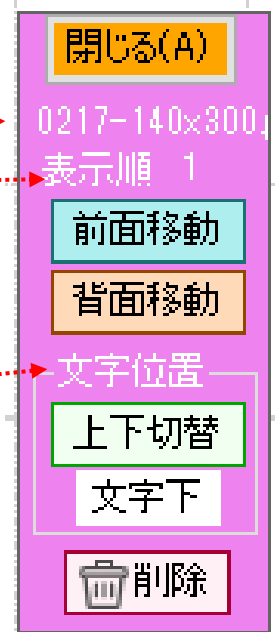 閉じる(A)
0217-140x300
表示順 1
前面移動
背面移動
文字位置
上下切替
文字下
削除